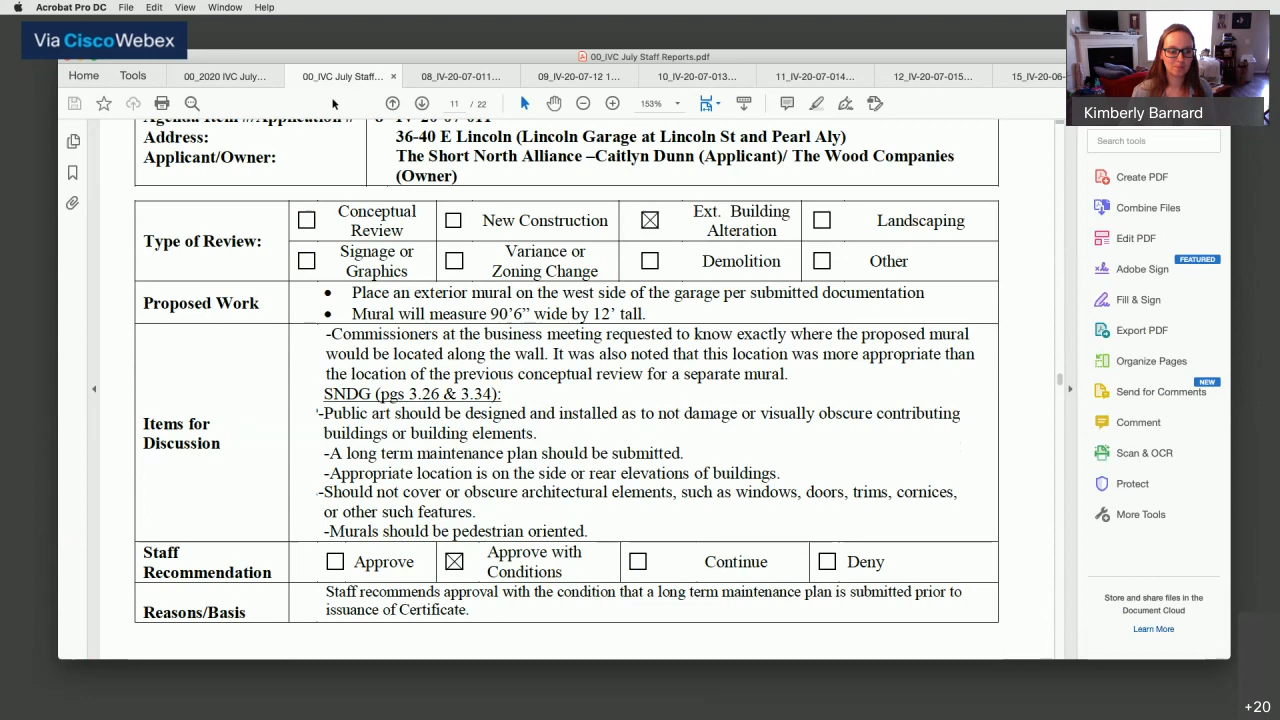 Acrobat Pro DC File Edit View Window Help
Via Cisco Webex
00_IVC July Staff Reports.pdf
Home Tools 00_2020 IVC July... 00_IVC July Staff... × 08_IV-20-07-011... 09_IV-20-07-12 1... 10_IV-20-07-013... 11_IV-20-07-014... 12_IV-20-07-015... 15_IV-20-06-
11 / 22 153%
Kimberly Barnard
Search tools
Address:
36-40 E Lincoln (Lincoln Garage at Lincoln St and Pearl Aly)
Applicant/Owner:
The Short North Alliance –Caitlyn Dunn (Applicant)/ The Wood Companies
(Owner)
Type of Review:
Conceptual
Review
New Construction
Ext. Building
Alteration
Landscaping
Signage or
Graphics
Variance or
Zoning Change
Demolition
Other
Proposed Work
• Place an exterior mural on the west side of the garage per submitted documentation
• Mural will measure 90’6” wide by 12’ tall.
Items for
Discussion
-Commissioners at the business meeting requested to know exactly where the proposed mural
would be located along the wall. It was also noted that this location was more appropriate than
the location of the previous conceptual review for a separate mural.
SNDG (pgs 3.26 & 3.34):
-Public art should be designed and installed as to not damage or visually obscure contributing
buildings or building elements.
-A long term maintenance plan should be submitted.
-Appropriate location is on the side or rear elevations of buildings.
-Should not cover or obscure architectural elements, such as windows, doors, trims, cornices,
or other such features.
-Murals should be pedestrian oriented.
Staff
Recommendation
Approve
Approve with
Conditions
Continue
Deny
Reasons/Basis
Staff recommends approval with the condition that a long term maintenance plan is submitted prior to
issuance of Certificate.
Create PDF
Combine Files
Edit PDF
FEATURED
Adobe Sign
Fill & Sign
Export PDF
Organize Pages
NEW
Send for Comments
Comment
Scan & OCR
Protect
More Tools
Store and share files in the
Document Cloud
Learn More
+20